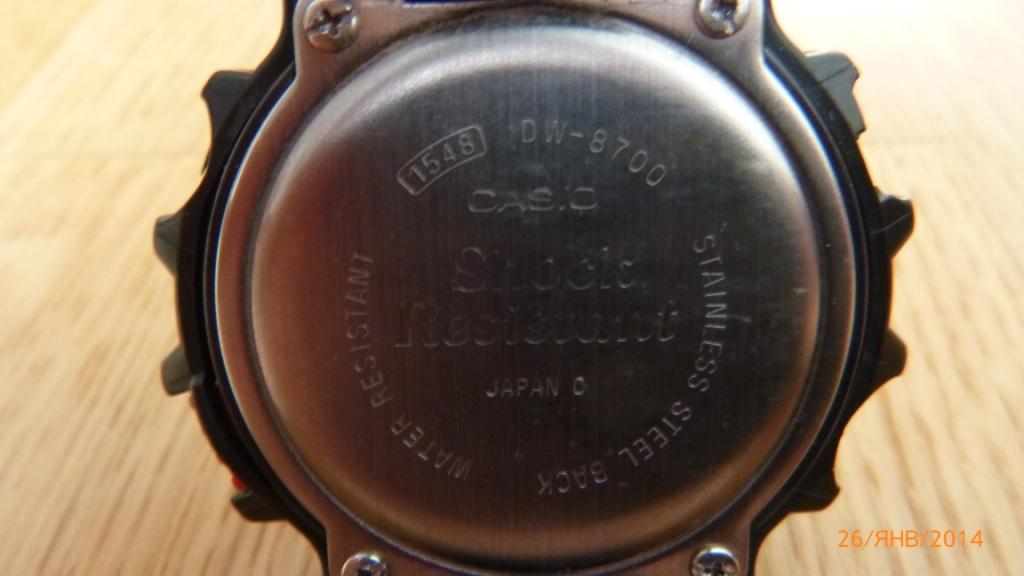 1548 DW-8700
CASIO
Shock
Resistant
JAPAN C
WATER RESISTANT
STAINLESS STEEL BACK
26/ЯНВ/2014